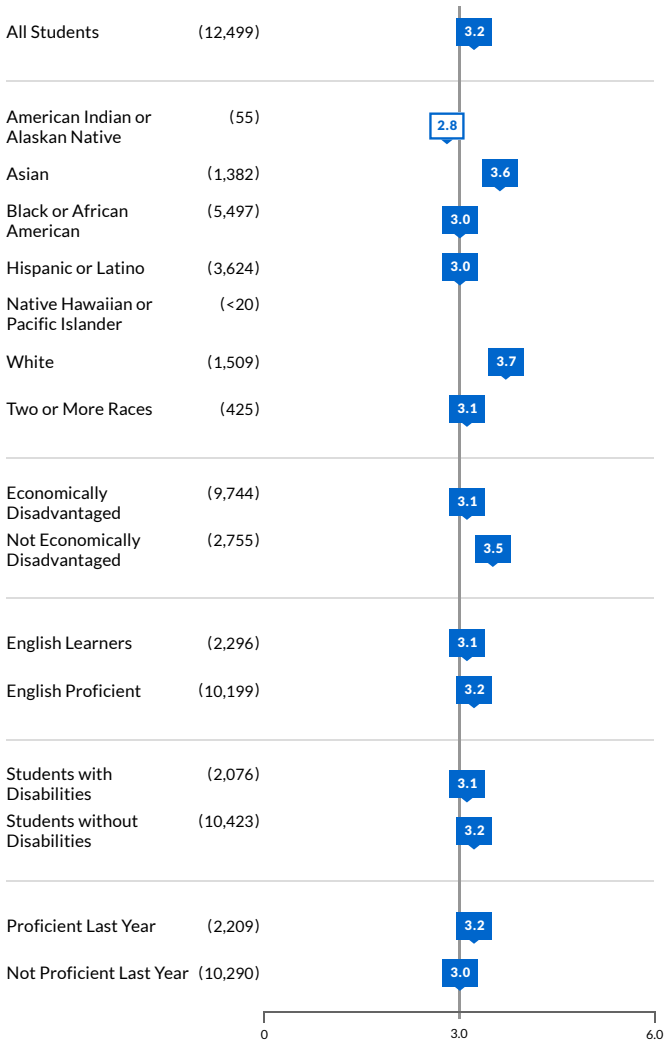 All Students (12,499) 3.2
American Indian or (55)
Alaskan Native 2.8
Asian (1,382) 3.6
Black or African (5,497)
American 3.0
Hispanic or Latino (3,624) 3.0
Native Hawaiian or (<20)
Pacific Islander
White (1,509) 3.7
Two or More Races (425) 3.1
Economically (9,744)
Disadvantaged 3.1
Not Economically (2,755)
Disadvantaged 3.5
English Learners (2,296) 3.1
English Proficient (10,199) 3.2
Students with (2,076)
Disabilities 3.1
Students without (10,423)
Disabilities 3.2
Proficient Last Year (2,209) 3.2
Not Proficient Last Year (10,290) 3.0
0 3.0 6.0